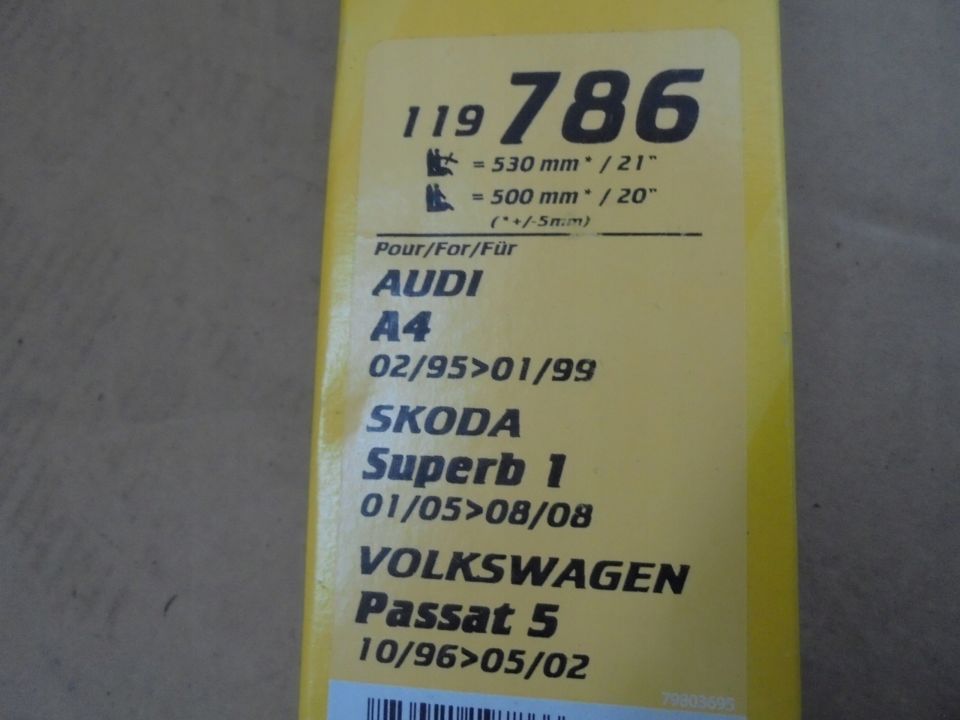 119 786
= 530 mm* / 21"
= 500 mm* / 20"
(*+/-5mm)
Pour/For/Für
AUDI
A4
02/95>01/99
SKODA
Superb 1
01/05>08/08
VOLKSWAGEN
Passat 5
10/96>05/02
79803695